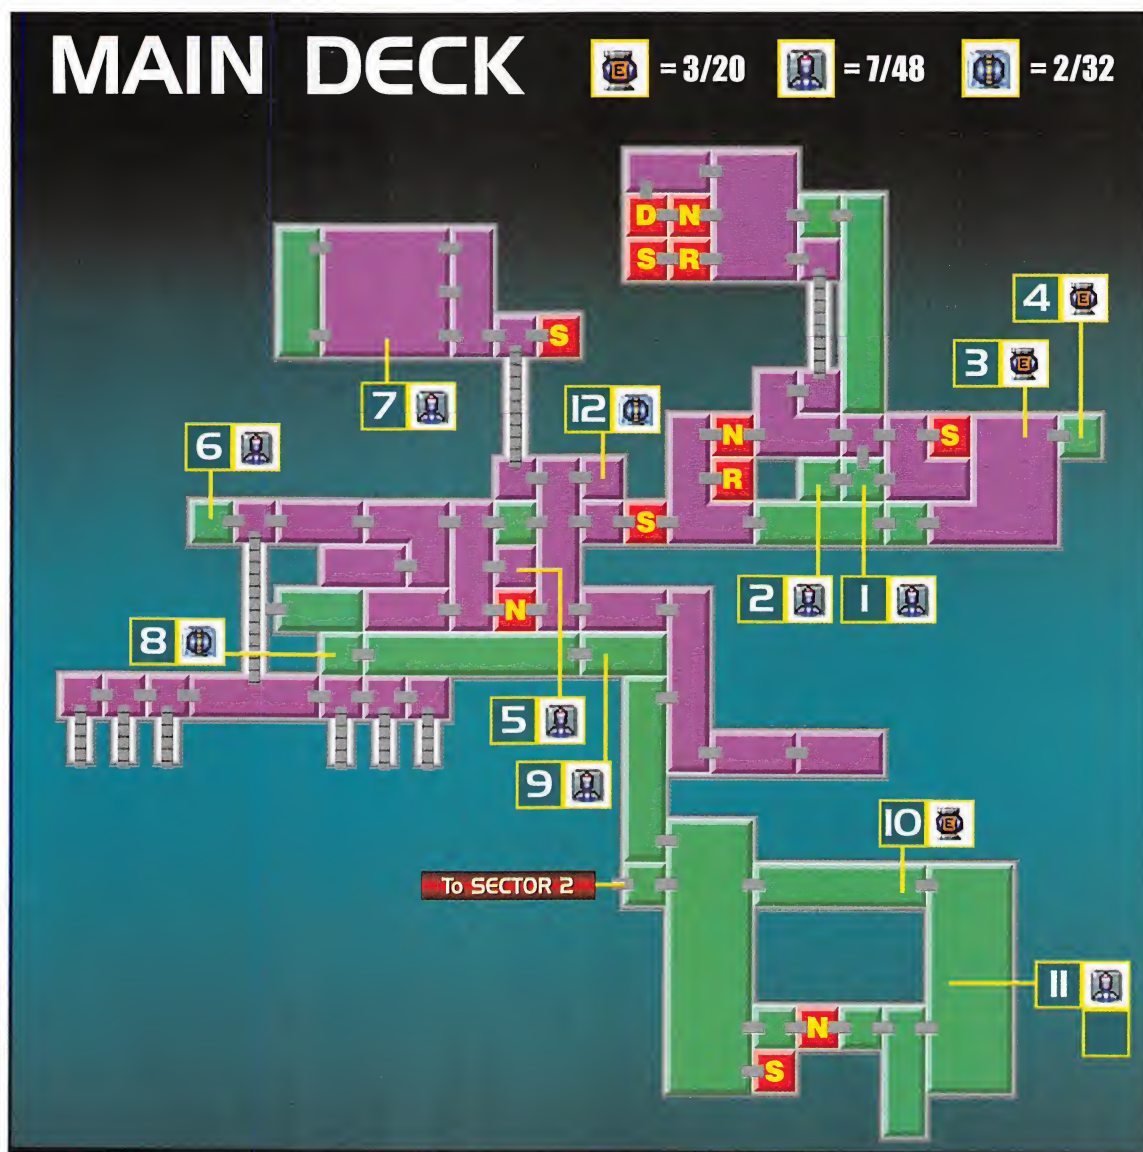 MAIN DECK
E = 3/20
= 7/48
= 2/32
D N
S R
4 E
S
3 E
7
12
6
N
S
R
S
2 1
N
8
5
9
10 E
To SECTOR 2
11
N
S